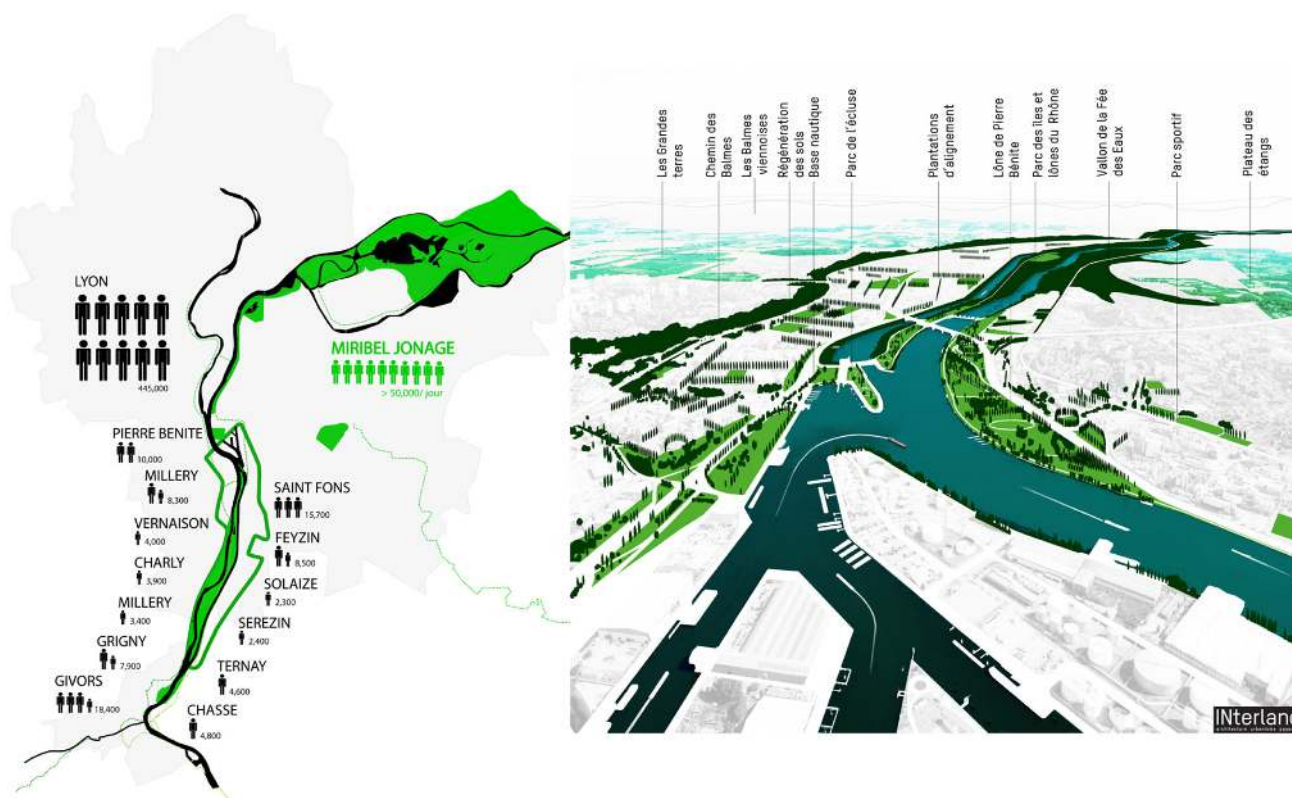 LYON
445,000
MIRIBEL JONAGE
> 50,000/ jour
PIERRE BENITE
10,000
MILLERY
8,300
VERNAISON
4,000
CHARLY
3,900
MILLERY
3,400
GRIGNY
7,900
GIVORS
18,400
SAINT FONS
15,700
FEYZIN
8,500
SOLAIZE
2,300
SEREZIN
2,400
TERNAY
4,600
CHASSE
4,800
Les Grandes
terres
Chemin des
Balmes
Les Balmes
viennoises
Régénération
des sols
Base nautique
Parc de l'écluse
Plantations
d'alignement
Lône de Pierre
Bénite
Parc des îles et
lônes du Rhône
Vallon de la Fée
des Eaux
Parc sportif
Plateau des
étangs
INterland
architecture urbanisme